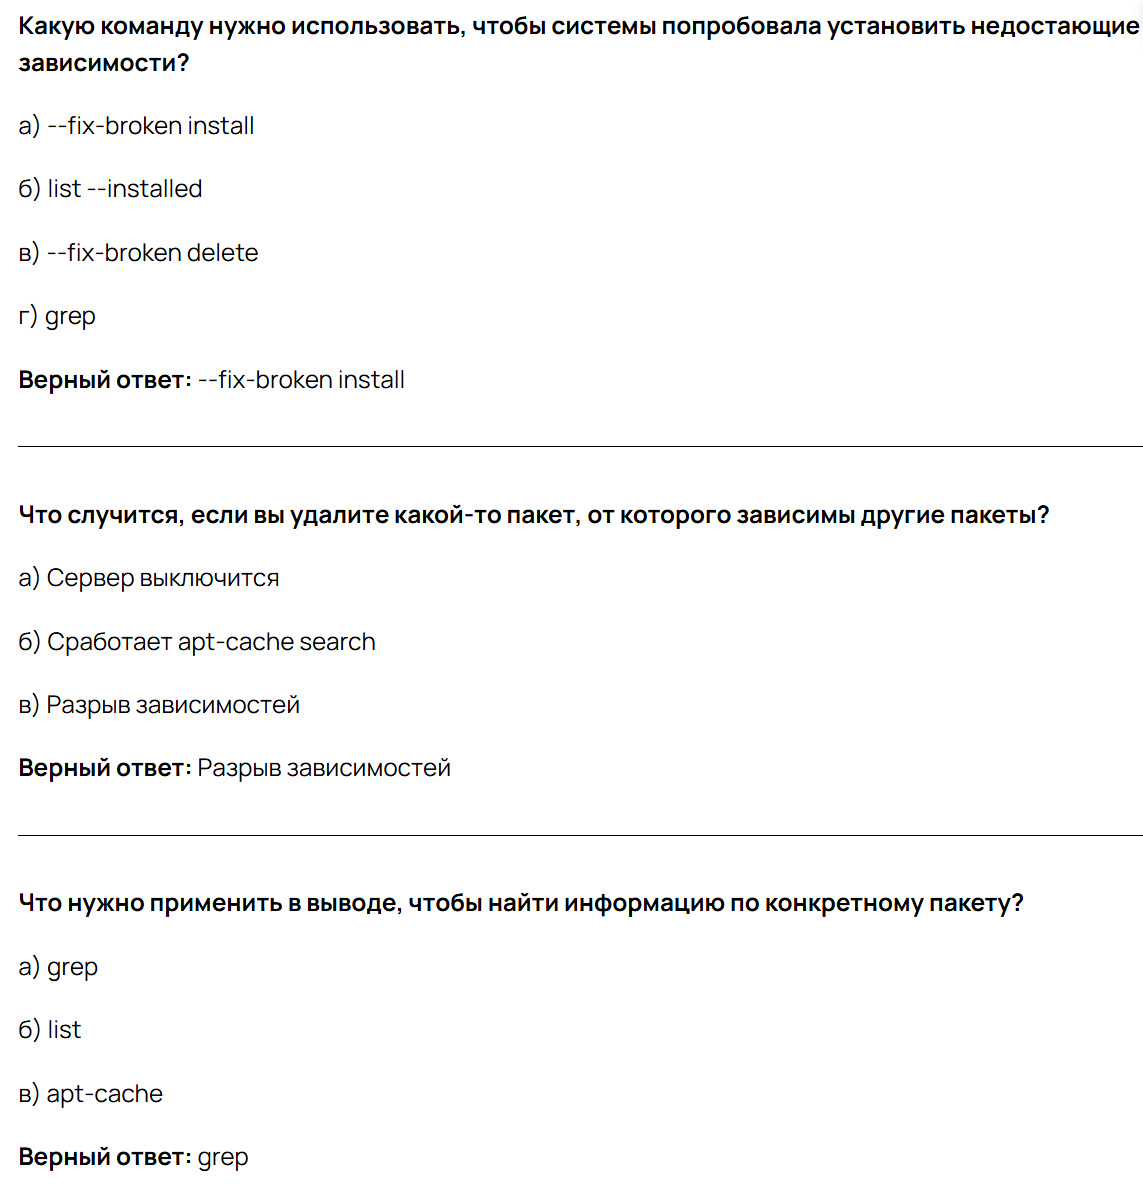 Какую команду нужно использовать, чтобы системы попробовала установить недостающие
зависимости?
а) --fix-broken install
б) list --installed
в) --fix-broken delete
г) grep
Верный ответ: --fix-broken install
Что случится, если вы удалите какой-то пакет, от которого зависимы другие пакеты?
а) Сервер выключится
б) Сработает apt-cache search
в) Разрыв зависимостей
Верный ответ: Разрыв зависимостей
Что нужно применить в выводе, чтобы найти информацию по конкретному пакету?
а) grep
б) list
в) apt-cache
Верный ответ: grep